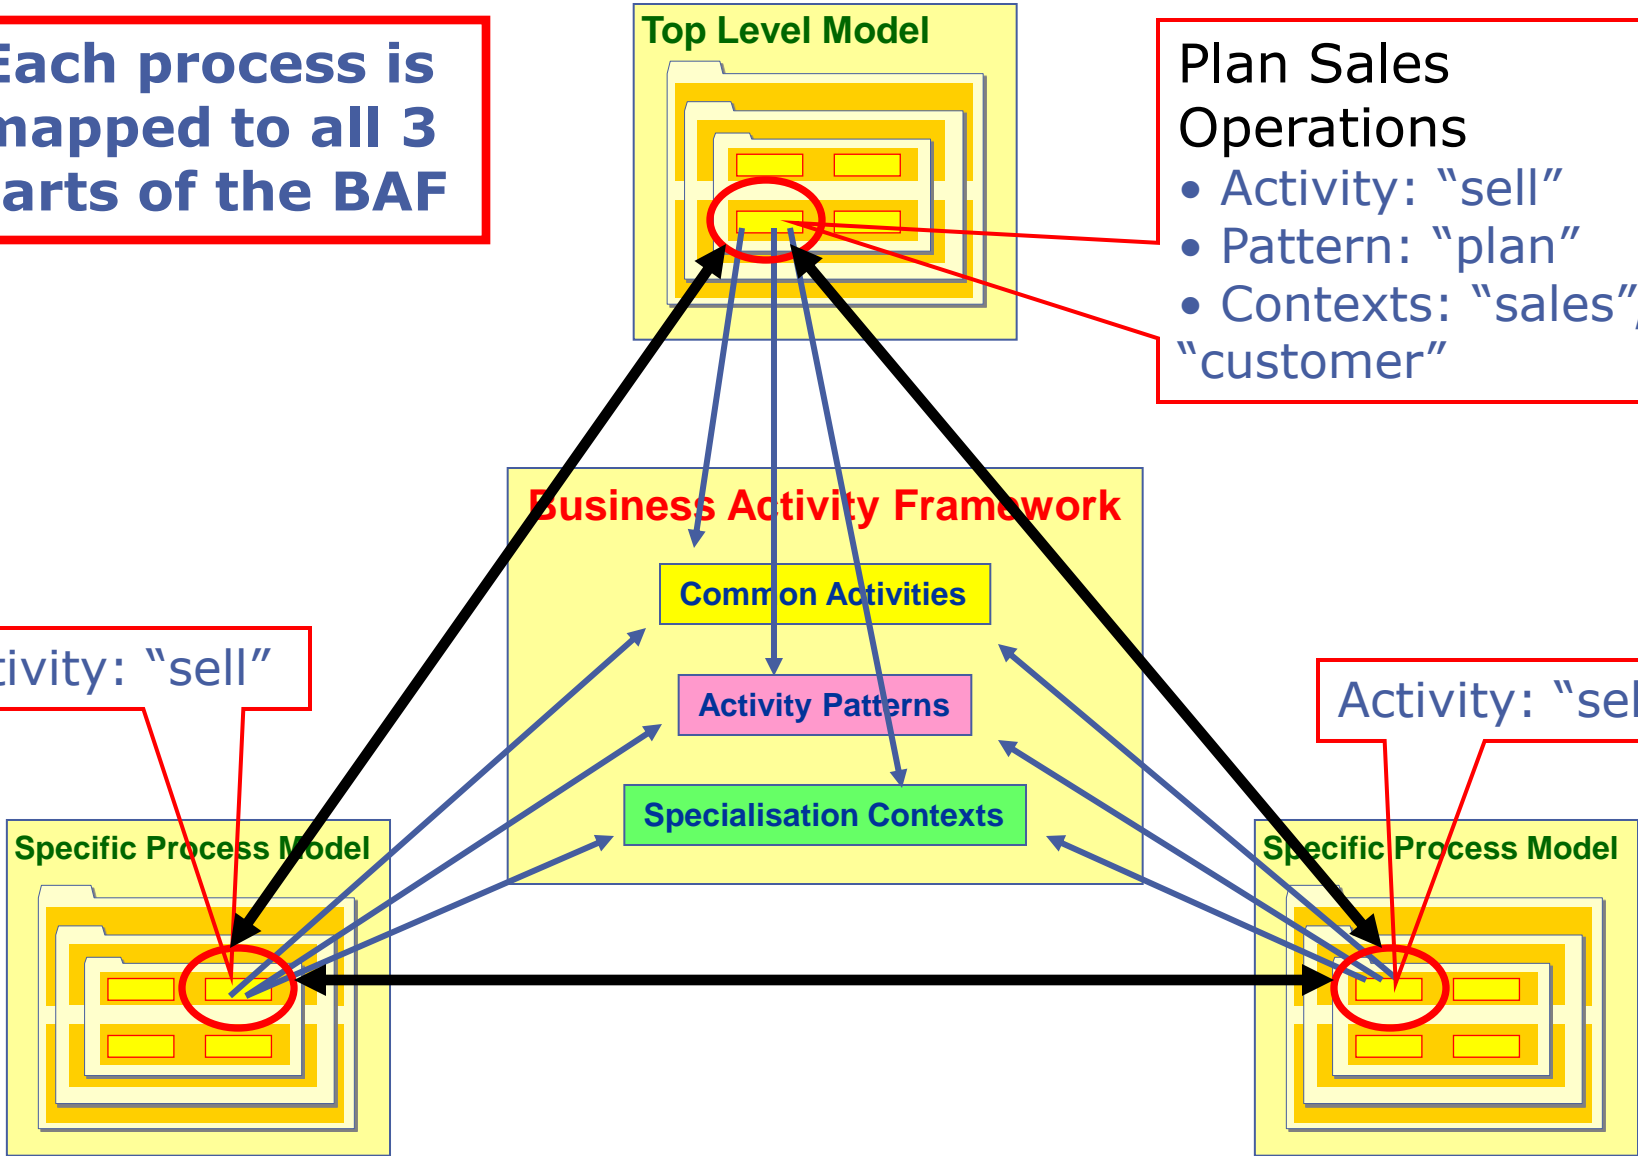 Each process is
mapped to all 3
arts of the BAF
Top Level Model
Plan Sales
Operations
• Activity: “sell”
• Pattern: “plan”
• Contexts: “sales”,
“customer”
Business Activity Framework
Common Activities
Activity Patterns
Specialisation Contexts
tivity: “sell”
Activity: “sel
Specific Process Model
Specific Process Model